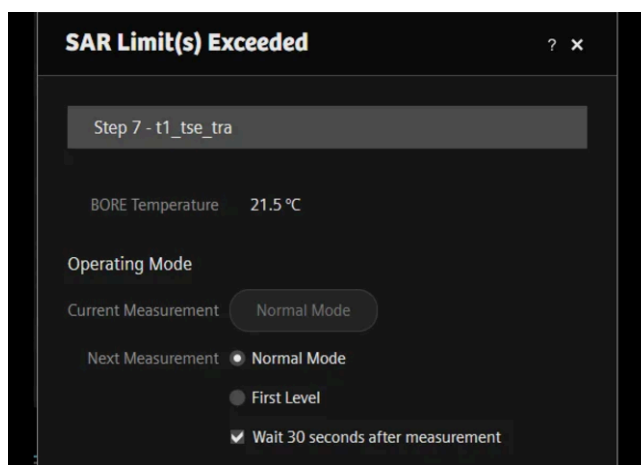 SAR Limit(s) Exceeded ? ×
Step 7 - t1_tse_tra
BORE Temperature 21.5 °C
Operating Mode
Current Measurement Normal Mode
Next Measurement Normal Mode
First Level
Wait 30 seconds after measurement